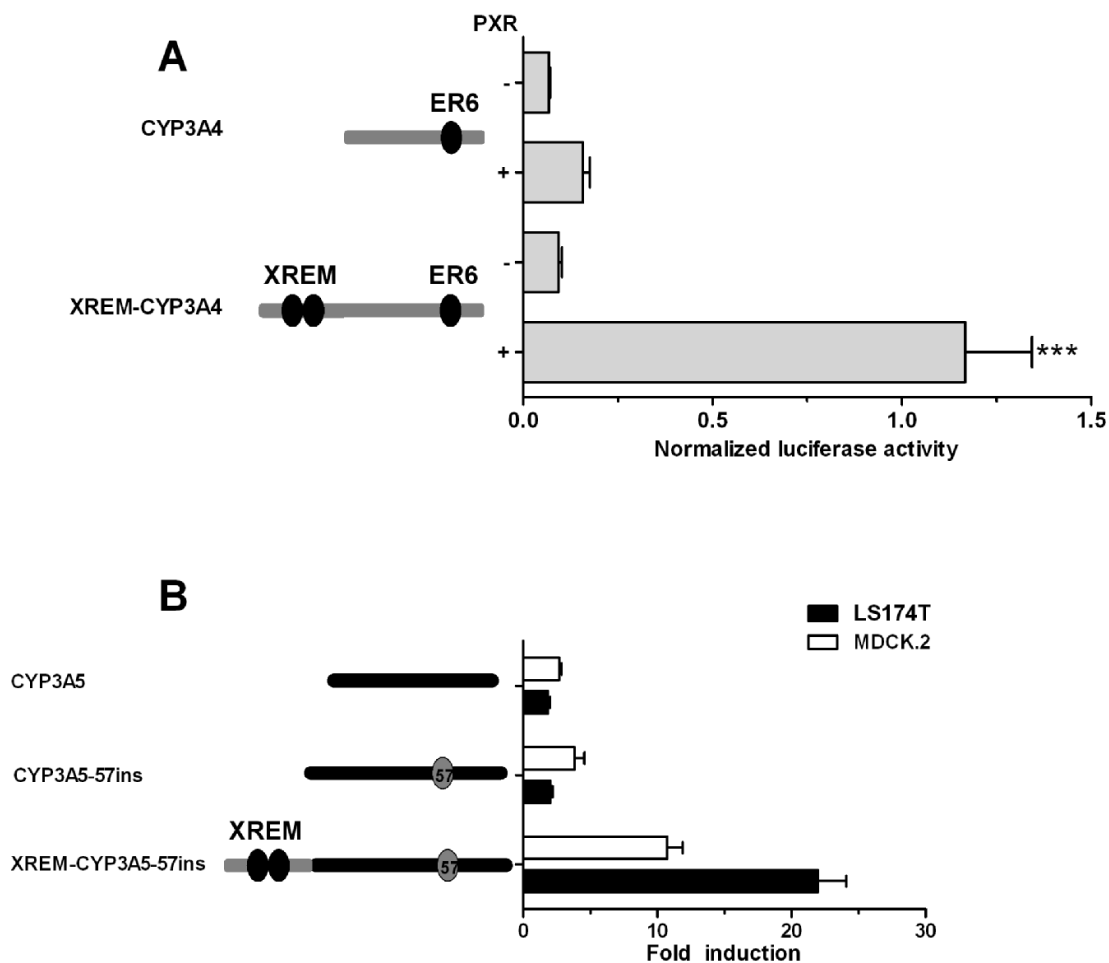 PXR
A
-
ER6
CYP3A4
+
-
XREM ER6
XREM-CYP3A4
+
***
0.0 0.5 1.0 1.5
Normalized luciferase activity
B
LS174T
MDCK.2
CYP3A5
CYP3A5-57ins
57
XREM
XREM-CYP3A5-57ins
57
0 10 20 30
Fold induction